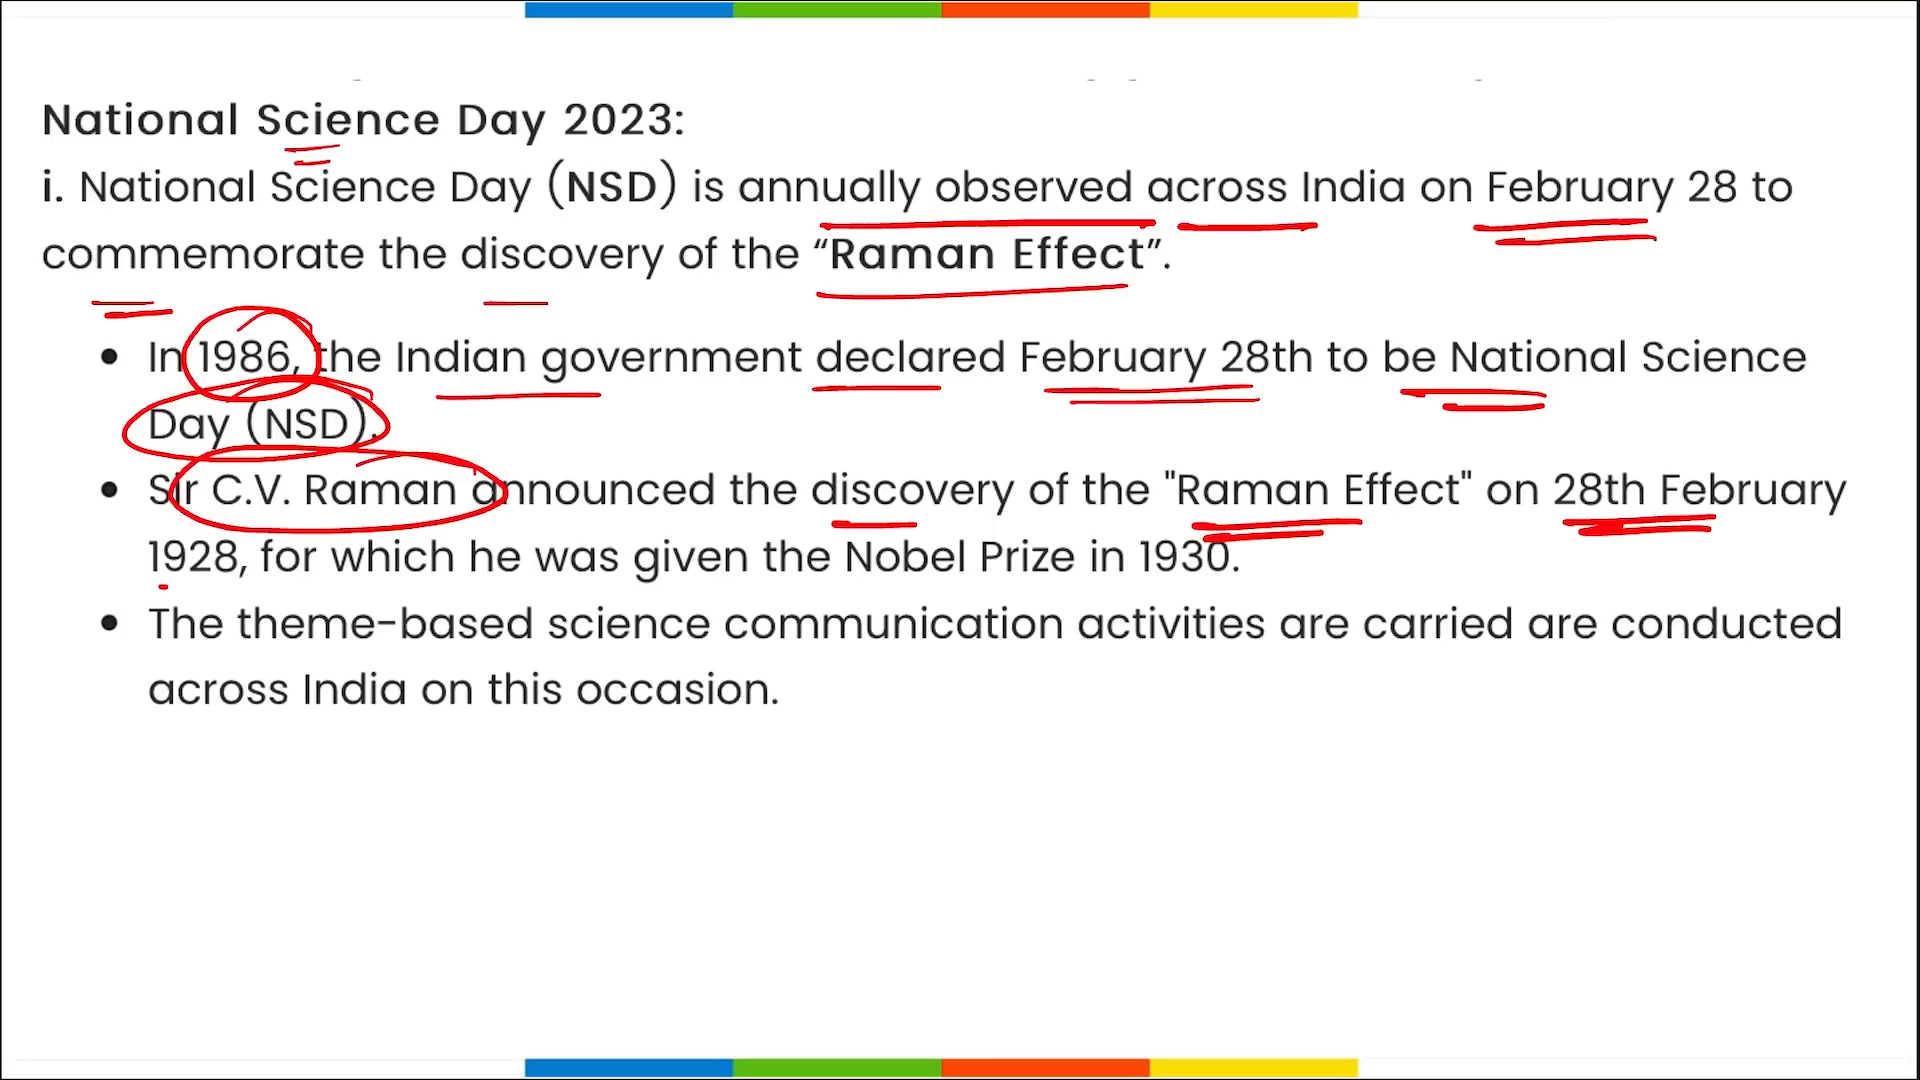 National Science Day 2023:
i. National Science Day (NSD) is annually observed across India on February 28 to
commemorate the discovery of the “Raman Effect”.
• In 1986, the Indian government declared February 28th to be National Science
Day (NSD).
• Sir C.V. Raman announced the discovery of the "Raman Effect" on 28th February
1928, for which he was given the Nobel Prize in 1930.
• The theme-based science communication activities are carried are conducted
across India on this occasion.